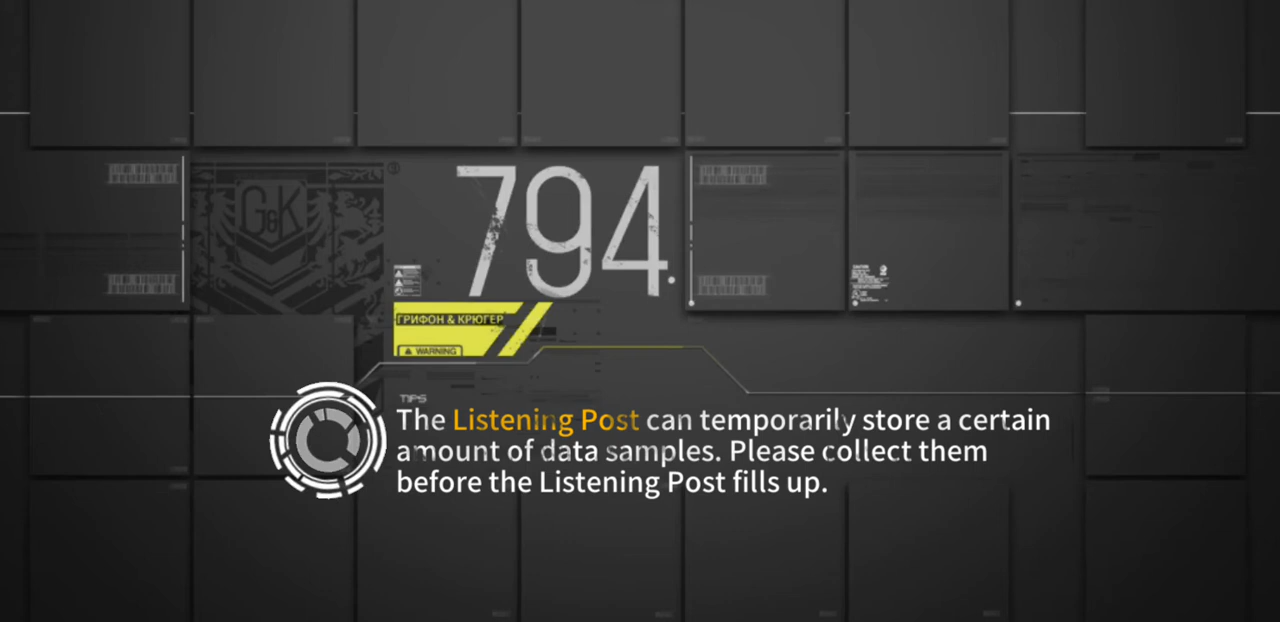 G&K
794.
ГРИФОН & КРЮГЕР
WARNING
TIPS
The Listening Post can temporarily store a certain
amount of data samples. Please collect them
before the Listening Post fills up.